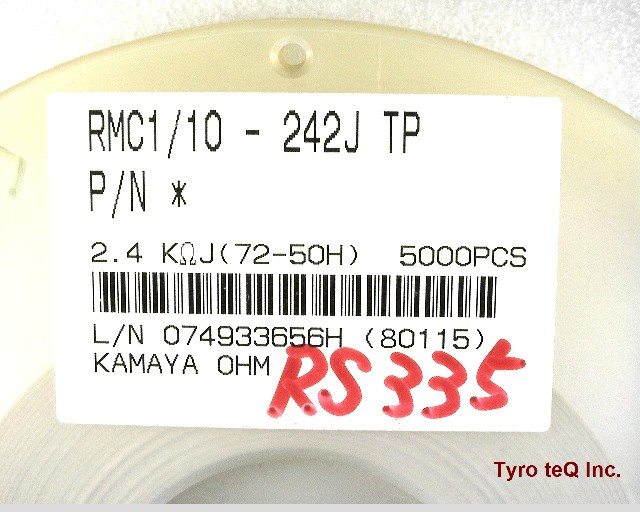 RMC1/10 - 242J TP
P/N *
2.4 KΩJ(72-50H) 5000PCS
L/N 074933656H (80115)
KAMAYA OHM
RS335
Tyro teQ Inc.